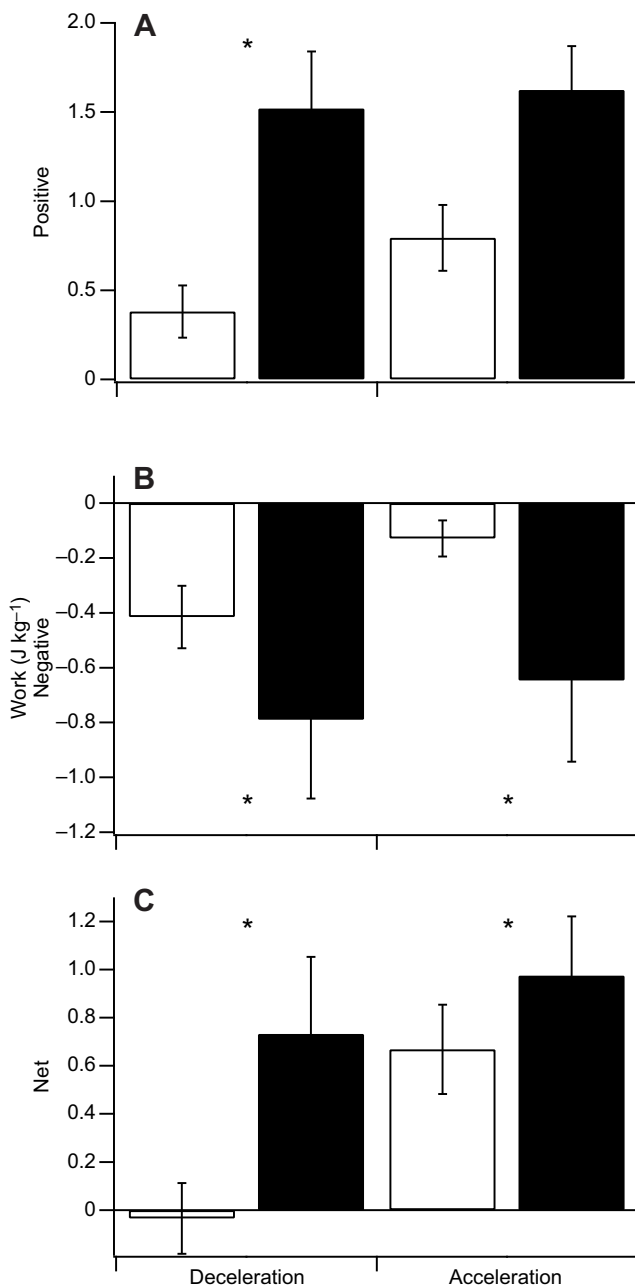 A
*
2.0
1.5
1.0
0.5
0
Positive
B
0
–0.2
–0.4
–0.6
–0.8
–1.0
–1.2
Work (J kg–1)
Negative
*
*
C
*
*
1.2
1.0
0.8
0.6
0.4
0.2
0
Net
Deceleration
Acceleration